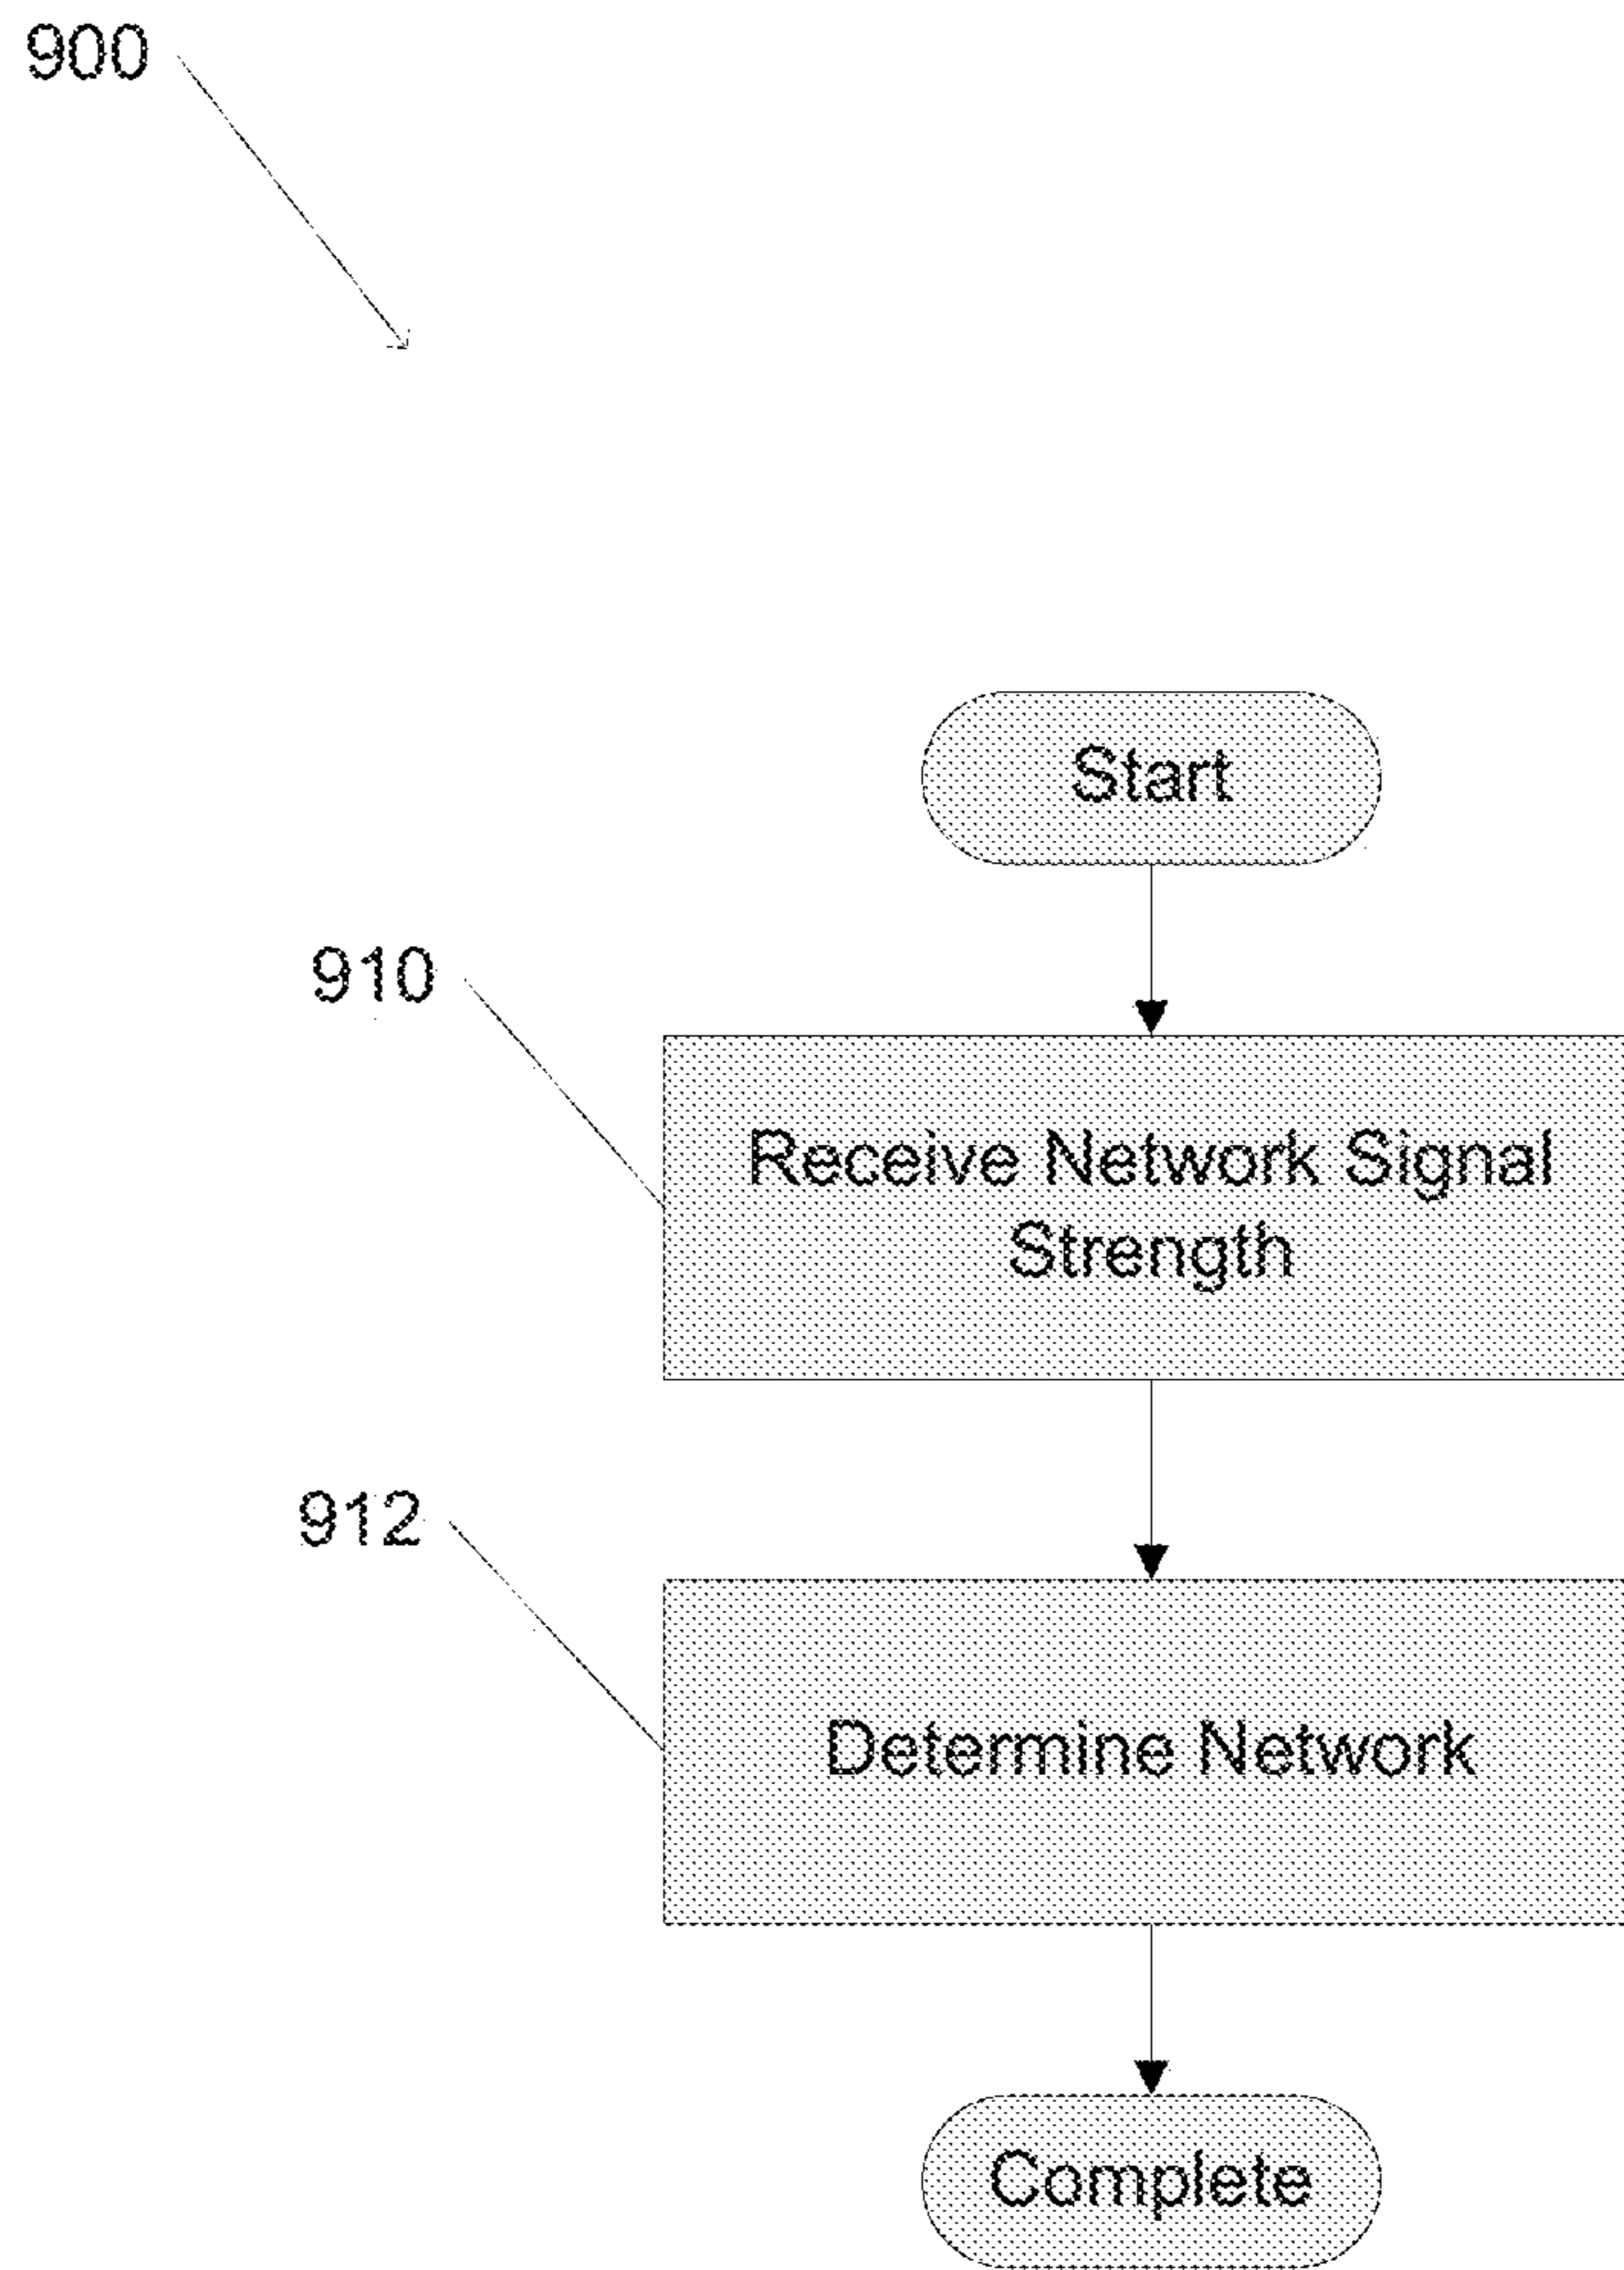 900
Start
910
Receive Network Signal
Strength
912
Determine Network
Complete